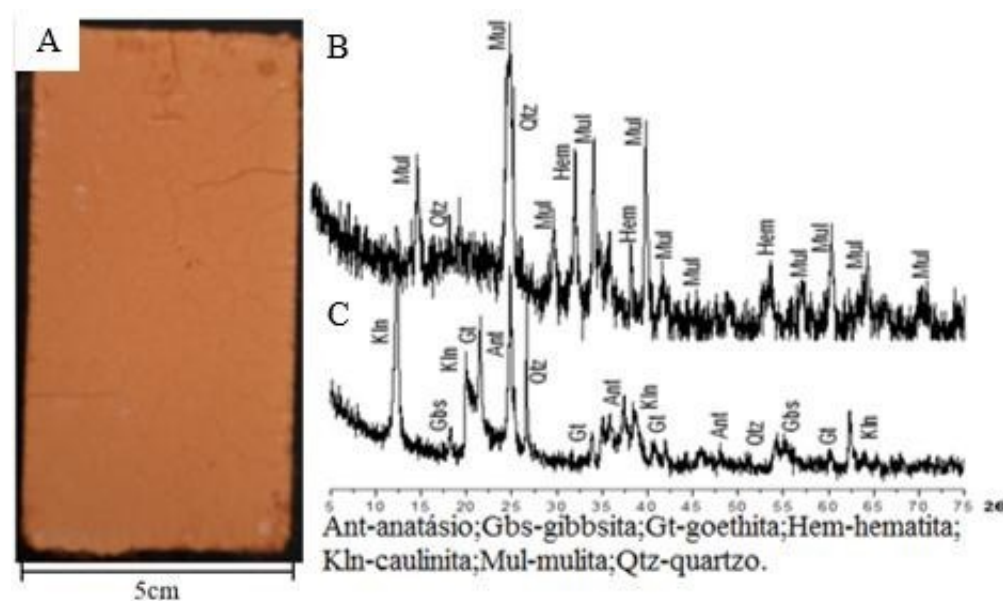 A
B
Mul
Mul
Qtz
Qtz
Mul
Hem
Mul
Hem
Mul
Mul
Mul
Hem
Mul
Mul
Mul
Mul
C
Kln
Gbs
Kln
Gt
Ant
Qtz
Gt
Ant
Kln
Gt
Ant
Qtz
Gbs
Gt
Kln
5 10 15 20 25 30 35 40 45 50 55 60 65 70 75 2θ
Ant-anatásio;Gbs-gibbsita;Gt-goethita;Hem-hematita;
Kln-caulinita;Mul-mulita;Qtz-quartzo.
5cm